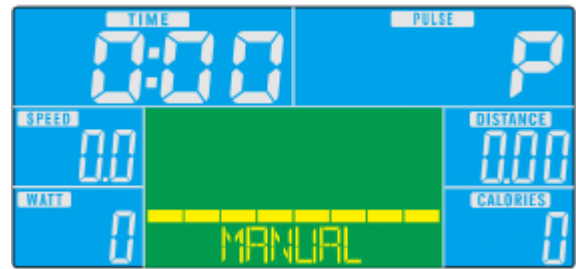 TIME
0:00
PULSE
P
SPEED
0.0
DISTANCE
0.00
WATT
0
CALORIES
0
MANUAL